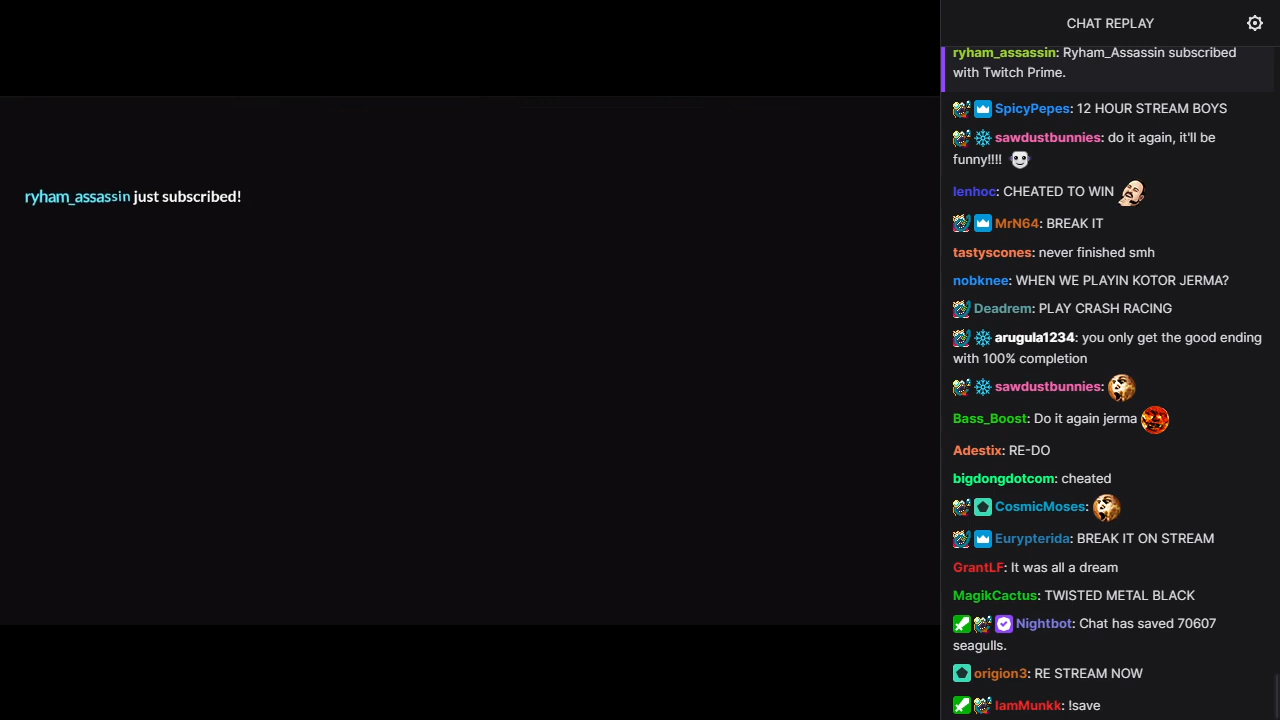 ryham_assassin just subscribed!
CHAT REPLAY
ryham_assassin: Ryham_Assassin subscribed
with Twitch Prime.
SpicyPepes: 12 HOUR STREAM BOYS
sawdustbunnies: do it again, it'll be
funny!!!!
lenhoc: CHEATED TO WIN
MrN64: BREAK IT
tastyscones: never finished smh
nobknee: WHEN WE PLAYIN KOTOR JERMA?
Deadrem: PLAY CRASH RACING
arugula1234: you only get the good ending
with 100% completion
sawdustbunnies:
Bass_Boost: Do it again jerma
Adestix: RE-DO
bigdongdotcom: cheated
CosmicMoses:
Eurypterida: BREAK IT ON STREAM
GrantLF: It was all a dream
MagikCactus: TWISTED METAL BLACK
Nightbot: Chat has saved 70607
seagulls.
origion3: RE STREAM NOW
IamMunkk: !save